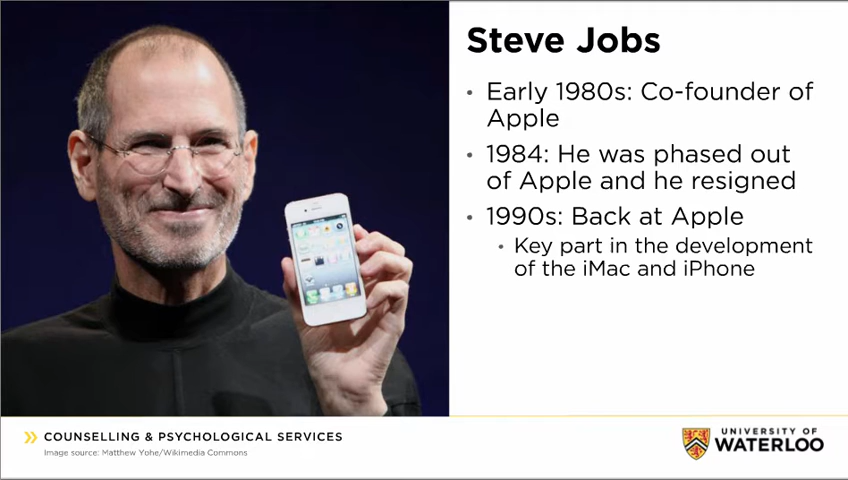 Steve Jobs
• Early 1980s: Co-founder of
Apple
• 1984: He was phased out
of Apple and he resigned
• 1990s: Back at Apple
• Key part in the development
of the iMac and iPhone
COUNSELLING & PSYCHOLOGICAL SERVICES
Image source: Matthew Yohe/Wikimedia Commons
UNIVERSITY OF
WATERLOO